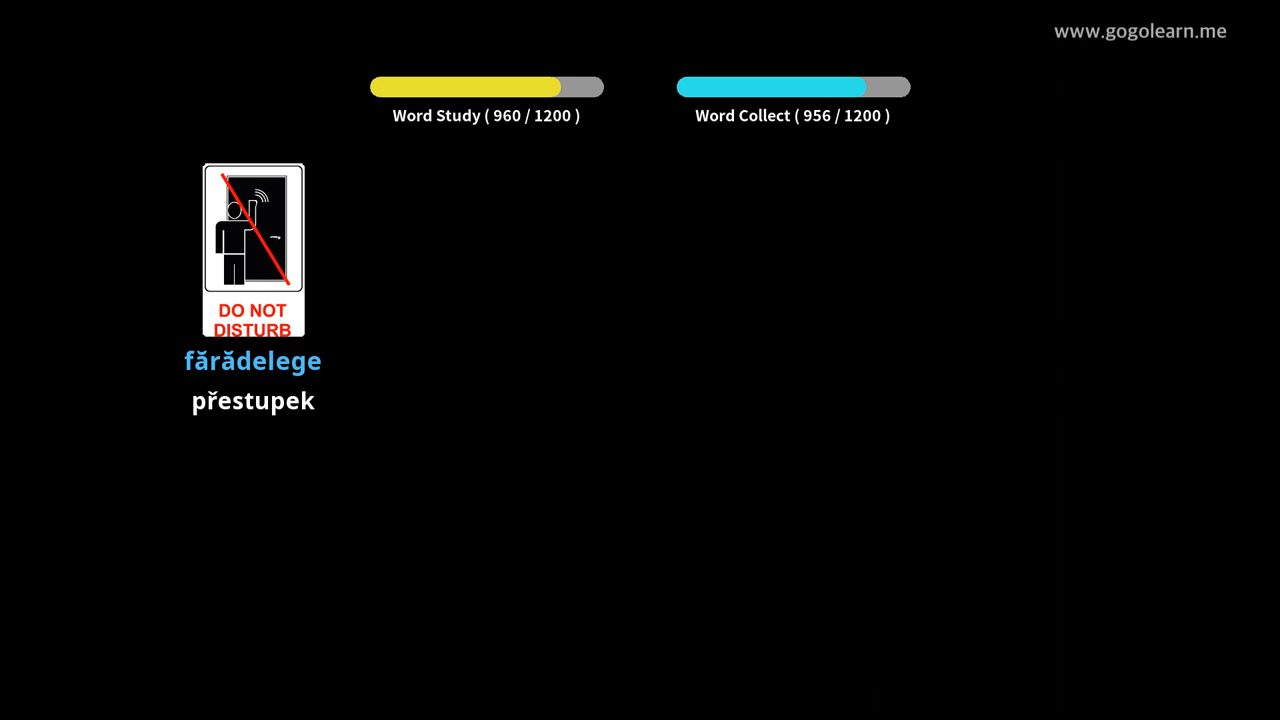 www.gogolearn.me
Word Study ( 960 / 1200 )
Word Collect ( 956 / 1200 )
DO NOT
DISTURB
fărădelege
přestupek